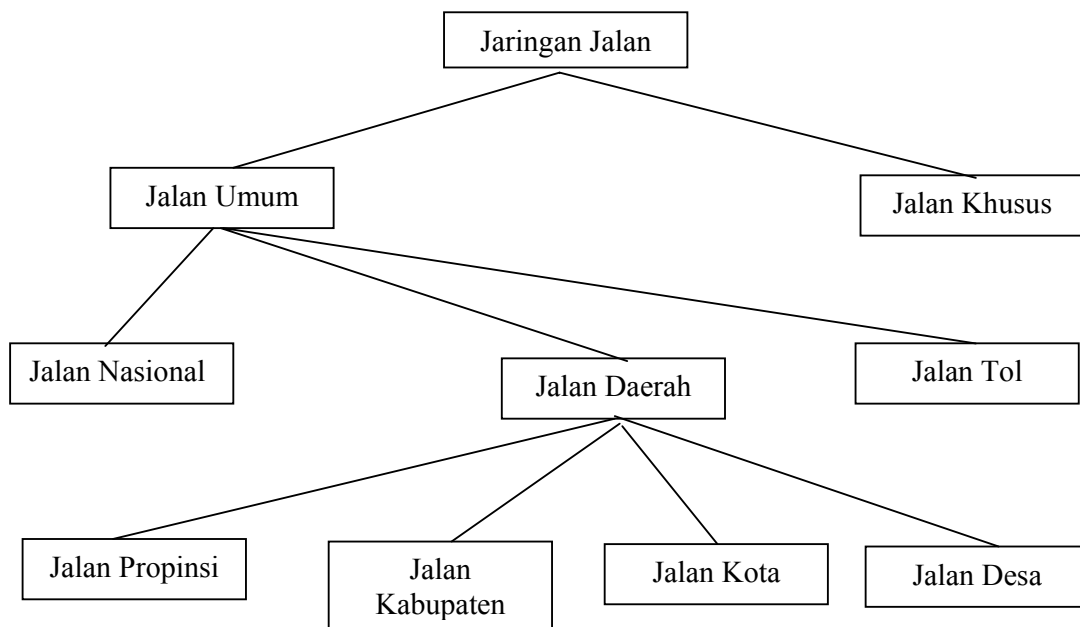 Jaringan Jalan
Jalan Umum
Jalan Khusus
Jalan Nasional
Jalan Daerah
Jalan Tol
Jalan Propinsi
Jalan
Kabupaten
Jalan Kota
Jalan Desa